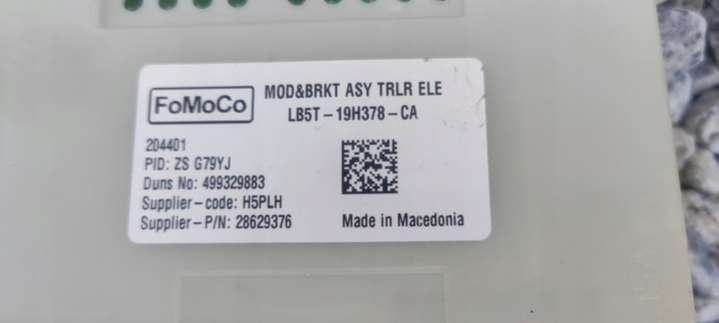 FoMoCo
MOD&BRKT ASY TRLR ELE
LB5T-19H378-CA
204401
PID: ZS G79YJ
Duns No: 499329883
Supplier-code: H5PLH
Supplier-P/N: 28629376
Made in Macedonia